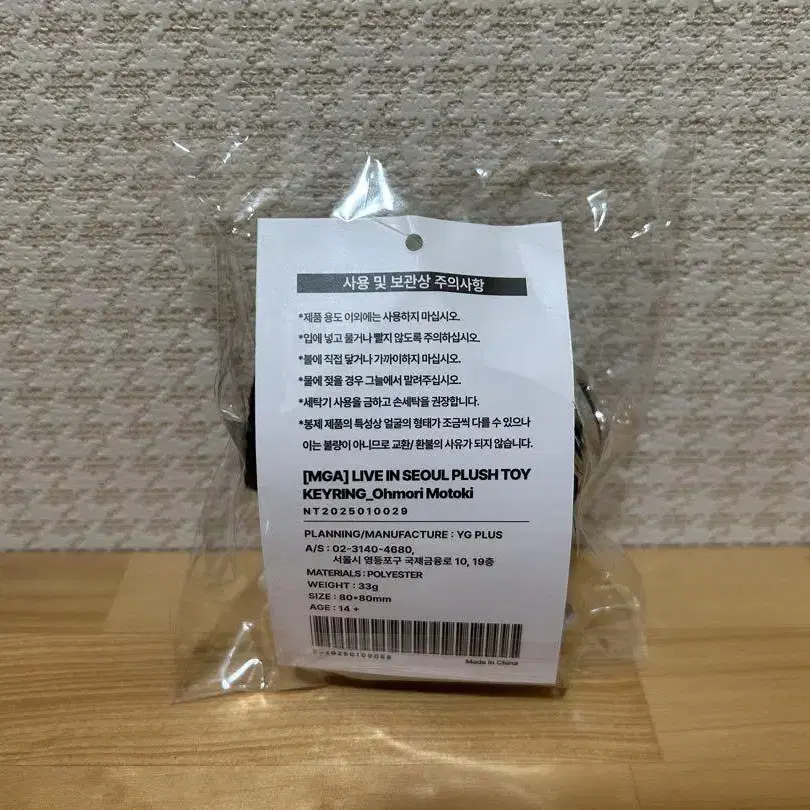 사용 및 보관상 주의사항
*제품 용도 이외에는 사용하지 마십시오.
*입에 넣고 물거나 빨지 않도록 주의하십시오.
*불에 직접 닿거나 가까이하지 마십시오.
*물에 젖을 경우 그늘에서 말려주십시오.
*세탁기 사용을 금하고 손세탁을 권장합니다.
*봉제 제품의 특성상 얼굴의 형태가 조금씩 다를 수 있으나
이는 불량이 아니므로 교환/환불의 사유가 되지 않습니다.
[MGA] LIVE IN SEOUL PLUSH TOY
KEYRING_Ohmori Motoki
NT2025010029
PLANNING/MANUFACTURE : YG PLUS
A/S : 02-3140-4680,
서울시 영등포구 국제금융로 10, 19층
MATERIALS : POLYESTER
WEIGHT : 33g
SIZE : 80*80mm
AGE : 14 +
Made in China